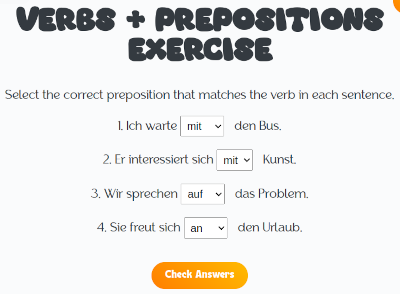 VERBS + PREPOSITIONS
EXERCISE
Select the correct preposition that matches the verb in each sentence.
1. Ich warte mit den Bus.
2. Er interessiert sich mit Kunst.
3. Wir sprechen auf das Problem.
4. Sie freut sich an den Urlaub.
Check Answers